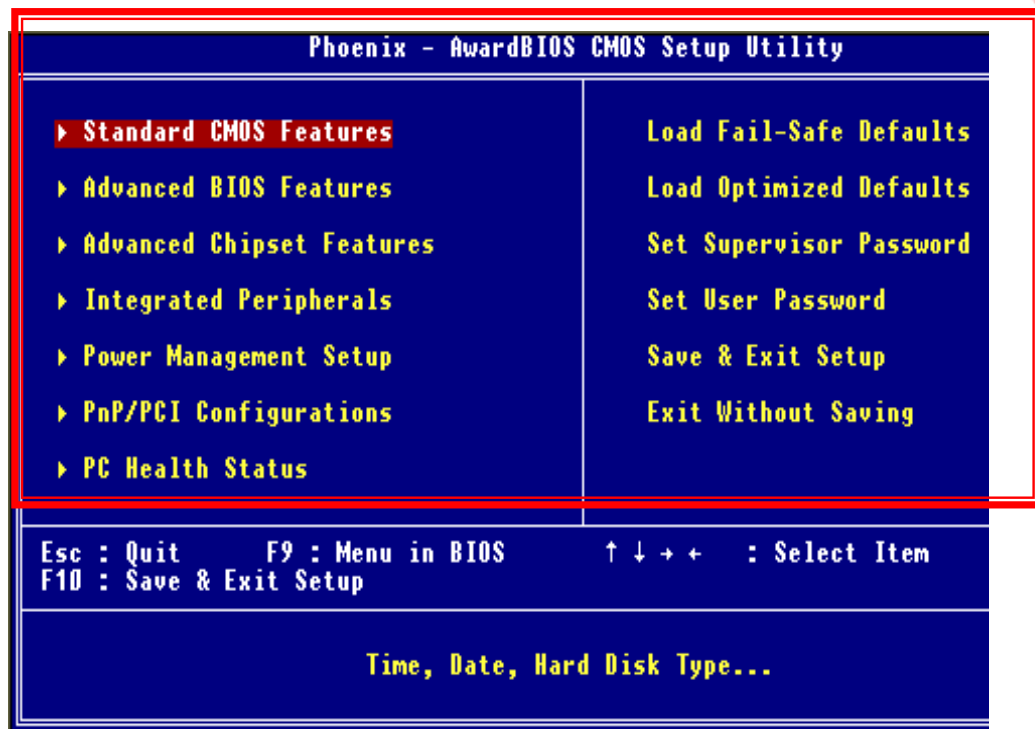 Phoenix - AwardBIOS CMOS Setup Utility
Standard CMOS Features
Advanced BIOS Features
Advanced Chipset Features
Integrated Peripherals
Power Management Setup
PnP/PCI Configurations
PC Health Status
Load Fail-Safe Defaults
Load Optimized Defaults
Set Supervisor Password
Set User Password
Save & Exit Setup
Exit Without Saving
Esc : Quit F9 : Menu in BIOS ↑ ↓ → ← : Select Item
F10 : Save & Exit Setup
Time, Date, Hard Disk Type...